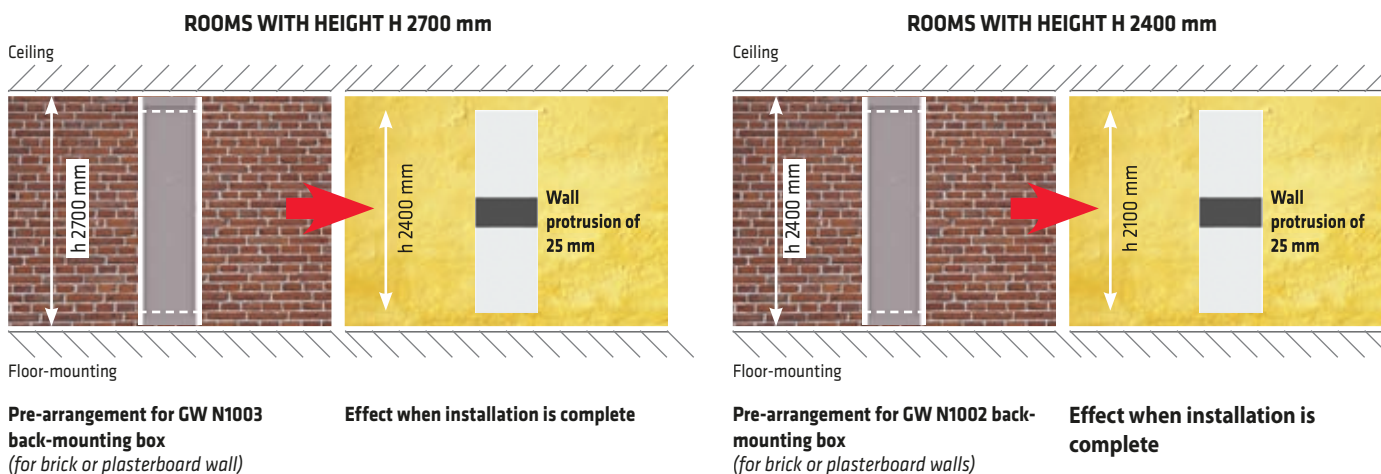 ROOMS WITH HEIGHT H 2700 mm
Ceiling
h 2700 mm
h 2400 mm
Wall
protrusion of
25 mm
Floor-mounting
Pre-arrangement for GW N1003
back-mounting box
(for brick or plasterboard wall)
Effect when installation is complete
ROOMS WITH HEIGHT H 2400 mm
Ceiling
h 2400 mm
h 2100 mm
Wall
protrusion of
25 mm
Floor-mounting
Pre-arrangement for GW N1002 back-
mounting box
(for brick or plasterboard walls)
Effect when installation is
complete